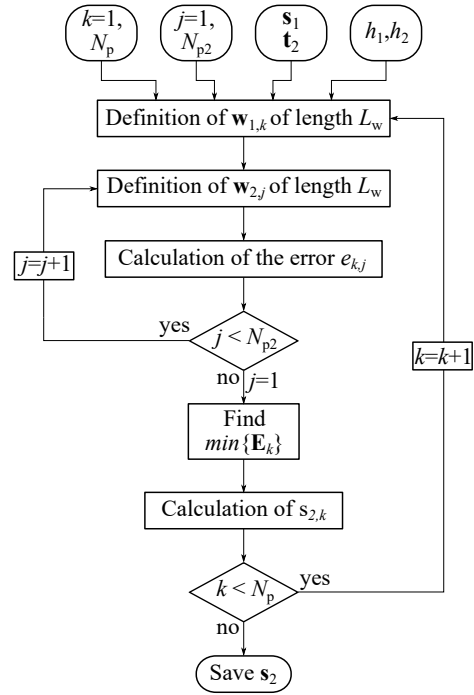 k=1,
Nₚ
j=1,
Nₚ₂
s₁
t₂
h₁,h₂
Definition of w₁,ₖ of length L_w
Definition of w₂,ⱼ of length L_w
j=j+1
Calculation of the error eₖ,ⱼ
yes
j < Nₚ₂
no
j=1
k=k+1
Find
min{Eₖ}
Calculation of s₂,ₖ
k < Nₚ
yes
no
Save s₂